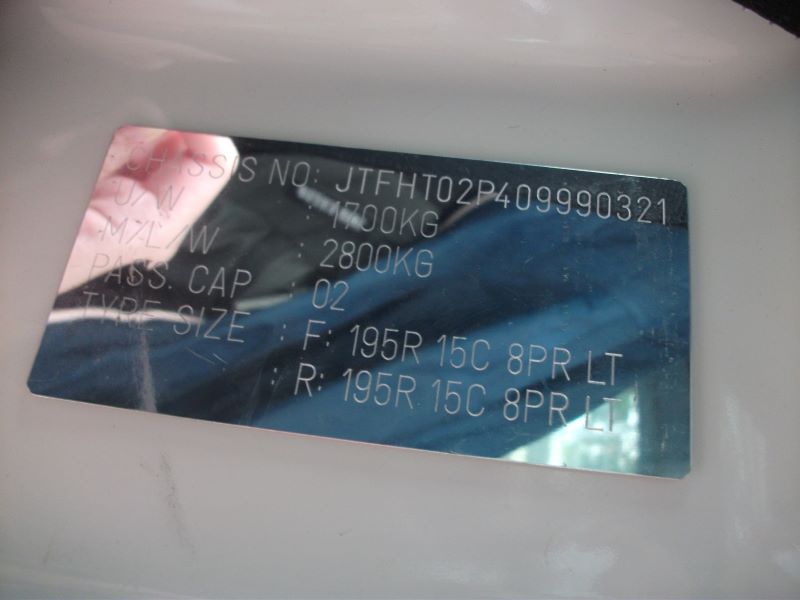 CHASSIS NO: JTFHT02P409990321
U/W : 1700KG
M/L/W : 2800KG
PASS. CAP : 02
TYRE SIZE : F: 195R 15C 8PR LT
: R: 195R 15C 8PR LT